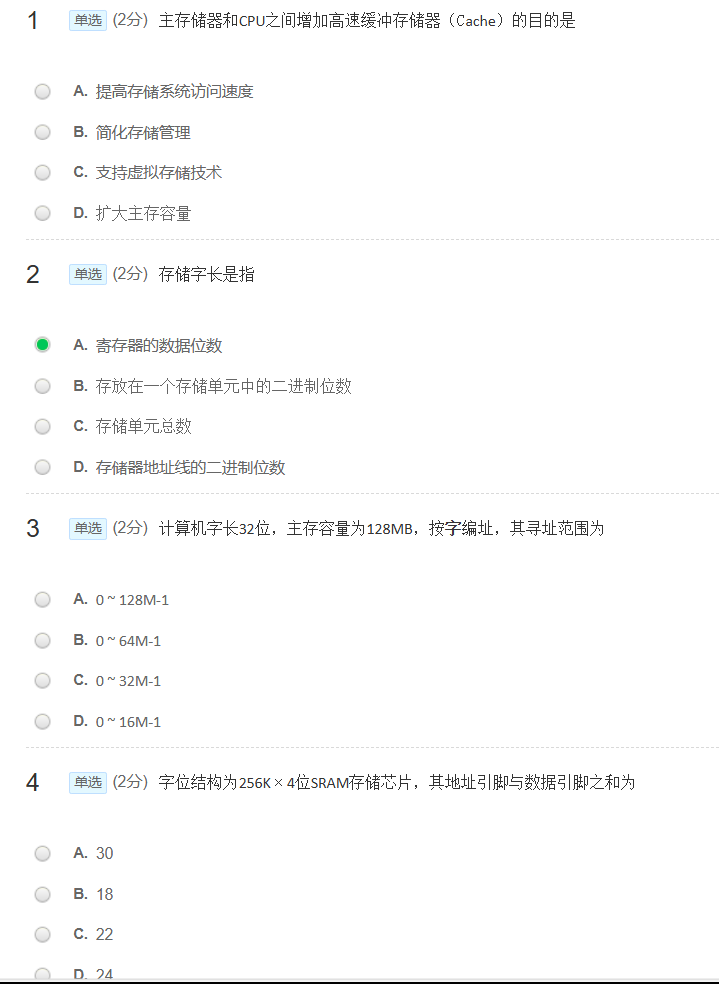 1 单选 (2分) 主存储器和CPU之间增加高速缓冲存储器（Cache）的目的是
A. 提高存储系统访问速度
B. 简化存储管理
C. 支持虚拟存储技术
D. 扩大主存容量
2 单选 (2分) 存储字长是指
A. 寄存器的数据位数
B. 存放在一个存储单元中的二进制位数
C. 存储单元总数
D. 存储器地址线的二进制位数
3 单选 (2分) 计算机字长32位，主存容量为128MB，按字编址，其寻址范围为
A. 0 ~ 128M-1
B. 0 ~ 64M-1
C. 0 ~ 32M-1
D. 0 ~ 16M-1
4 单选 (2分) 字位结构为256K×4位SRAM存储芯片，其地址引脚与数据引脚之和为
A. 30
B. 18
C. 22
D. 24